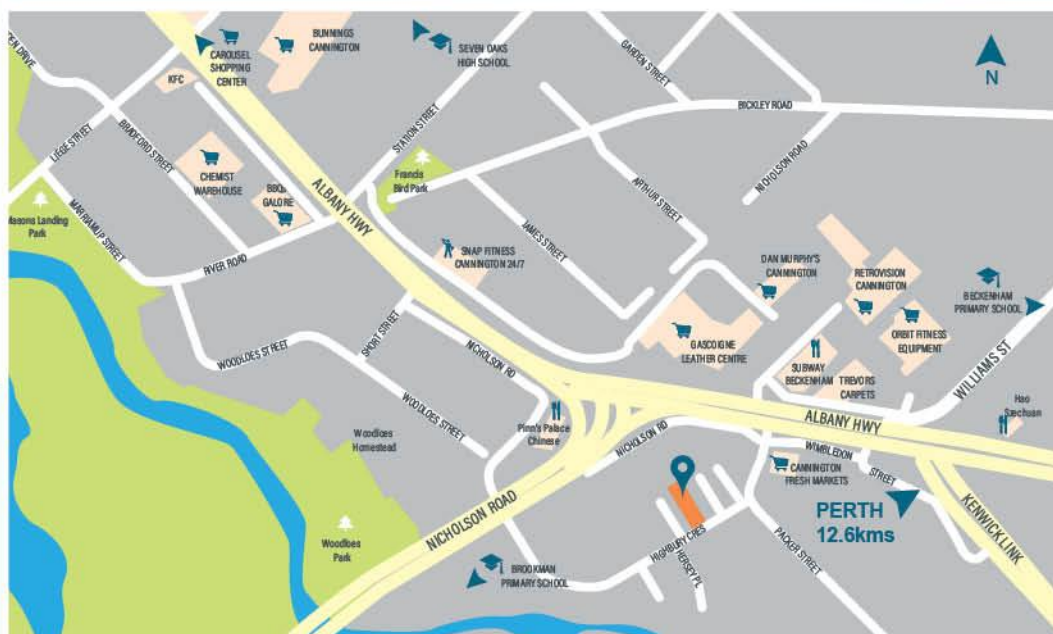 BUNNINGS
CANNINGTON
CAROUSEL
SHOPPING
CENTER
KFC
SEVEN OAKS
HIGH SCHOOL
GARDEN STREET
N
BICKLEY ROAD
NICHOLSON ROAD
DEN DRIVE
LIEGE STREET
BRADFORD STREET
CHEMIST
WAREHOUSE
BBQS
GALORE
STATION STREET
Francis
Bird Park
ALBANY HWY
ARTHUR STREET
JAMES STREET
Masons Landing
Park
MARRIAMUP STREET
RIVER ROAD
SNAP FITNESS
CANNINGTON 24/7
DAN MURPHY'S
CANNINGTON
RETROVISION
CANNINGTON
BECKENHAM
PRIMARY SCHOOL
ORBIT FITNESS
EQUIPMENT
GASCOIGNE
LEATHER CENTRE
SUBWAY
BECKENHAM
TREVORS
CARPETS
WILLIAMS ST
SHORT STREET
WOODLOES STREET
NICHOLSON RD
WOODLOES STREET
Pinn's Palace
Chinese
Hao
Szechuan
ALBANY HWY
Woodloes
Homestead
NICHOLSON RD
WIMBLEDON
STREET
CANNINGTON
FRESH MARKETS
PERTH
12.6kms
KENWICK LINK
NICHOLSON ROAD
Woodloes
Park
HIGHBURY CRES
HERSEY PL
PACKER STREET
BROOKMAN
PRIMARY SCHOOL